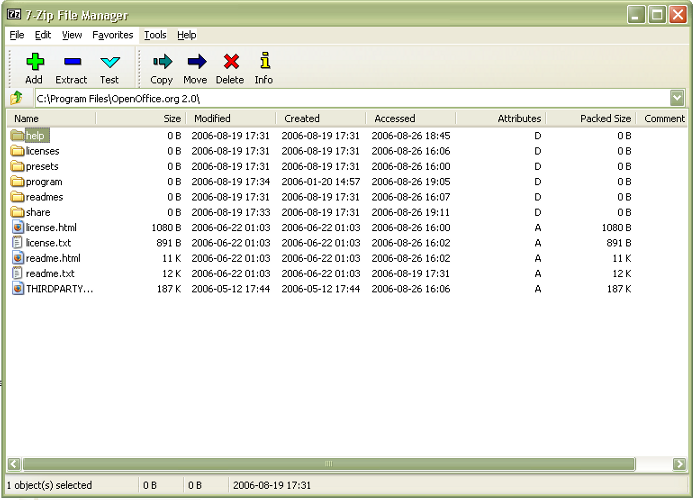 7-Zip File Manager
File Edit View Favorites Tools Help
Add Extract Test Copy Move Delete Info
C:\Program Files\OpenOffice.org 2.0\
Name Size Modified Created Accessed Attributes Packed Size Comment
help 0 B 2006-08-19 17:31 2006-08-19 17:31 2006-08-26 18:45 D 0 B
licenses 0 B 2006-08-19 17:31 2006-08-19 17:31 2006-08-26 16:06 D 0 B
presets 0 B 2006-08-19 17:31 2006-08-19 17:31 2006-08-26 16:00 D 0 B
program 0 B 2006-08-19 17:34 2006-01-20 14:57 2006-08-26 19:05 D 0 B
readmes 0 B 2006-08-19 17:31 2006-08-19 17:31 2006-08-26 16:07 D 0 B
share 0 B 2006-08-19 17:33 2006-08-19 17:31 2006-08-26 19:11 D 0 B
license.html 1080 B 2006-06-22 01:03 2006-06-22 01:03 2006-08-26 16:00 A 1080 B
license.txt 891 B 2006-06-22 01:03 2006-06-22 01:03 2006-08-26 16:02 A 891 B
readme.html 11 K 2006-06-22 01:03 2006-06-22 01:03 2006-08-26 16:02 A 11 K
readme.txt 12 K 2006-06-22 01:03 2006-06-22 01:03 2006-08-19 17:31 A 12 K
THIRDPARTY... 187 K 2006-05-12 17:44 2006-05-12 17:44 2006-08-26 16:06 A 187 K
1 object(s) selected 0 B 0 B 2006-08-19 17:31